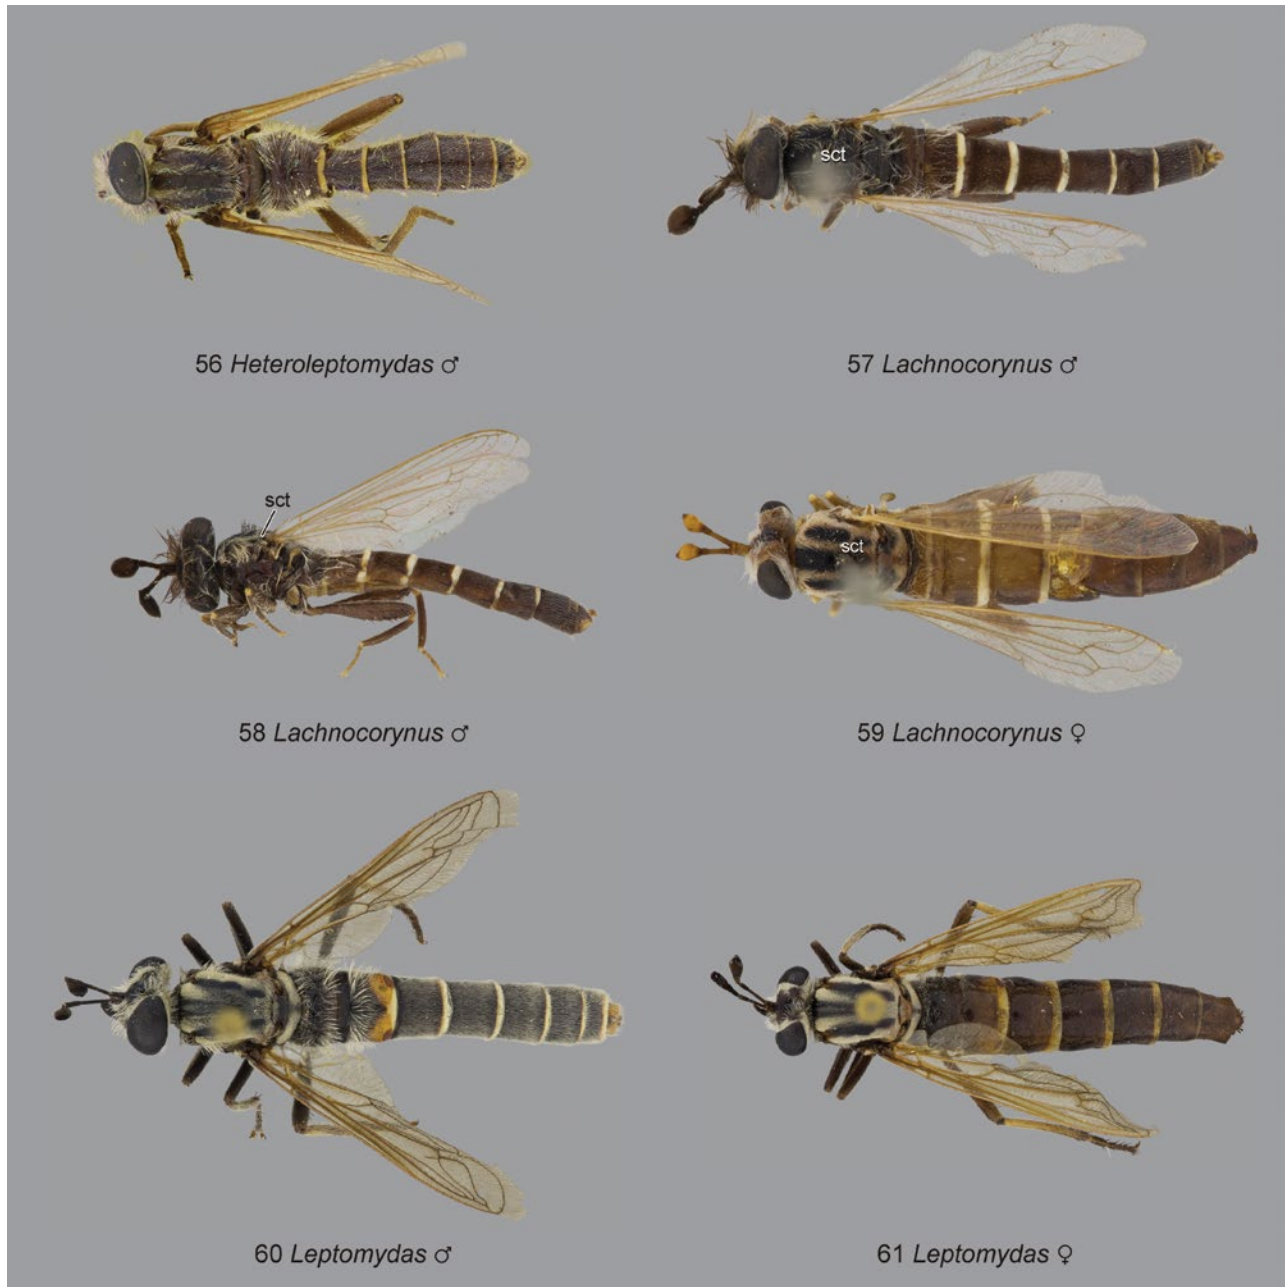 sct
56 Heteroleptomydas ♂
57 Lachnocorynus ♂
sct
sct
58 Lachnocorynus ♂
59 Lachnocorynus ♀
60 Leptomydas ♂
61 Leptomydas ♀